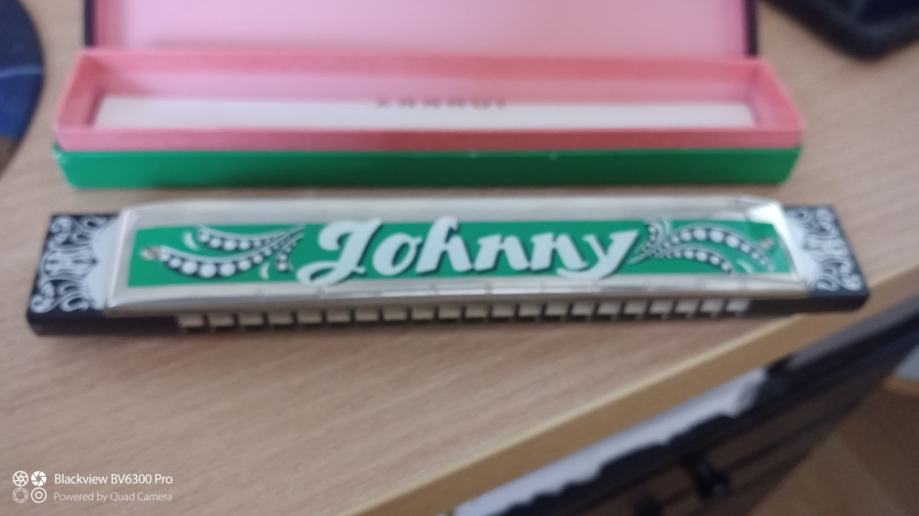 Johnny
Blackview BV6300 Pro
Powered by Quad Camera